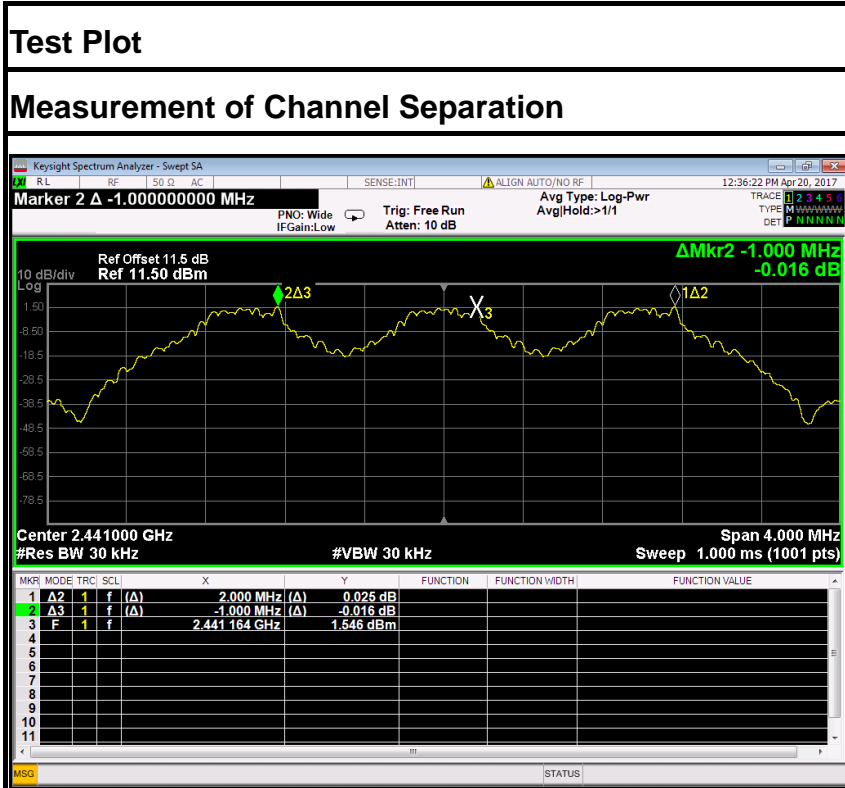 Test Plot
Measurement of Channel Separation
Keysight Spectrum Analyzer - Swept SA
LXI RL RF 50 Ω AC SENSE:INT ALIGN AUTO/NO RF 12:36:22 PM Apr 20, 2017
Marker 2 Δ -1.000000000 MHz
PNO: Wide
IFGain:Low
Trig: Free Run
Atten: 10 dB
Avg Type: Log-Pwr
Avg|Hold:>1/1
TRACE 1 2 3 4 5 6
TYPE M WWWWW
DET P N N N N N
ΔMkr2 -1.000 MHz
-0.016 dB
Ref Offset 11.5 dB
10 dB/div Ref 11.50 dBm
Log
2Δ3
X3
1Δ2
1.50
-8.50
-18.5
-28.5
-38.5
-48.5
-58.5
-68.5
-78.5
Center 2.441000 GHz Span 4.000 MHz
#Res BW 30 kHz #VBW 30 kHz Sweep 1.000 ms (1001 pts)
MKR MODE TRC SCL X Y FUNCTION FUNCTION WIDTH FUNCTION VALUE
1 Δ2 1 f (Δ) 2.000 MHz (Δ) 0.025 dB
2 Δ3 1 f (Δ) -1.000 MHz (Δ) -0.016 dB
3 F 1 f 2.441 164 GHz 1.546 dBm
4
5
6
7
8
9
10
11
MSG STATUS